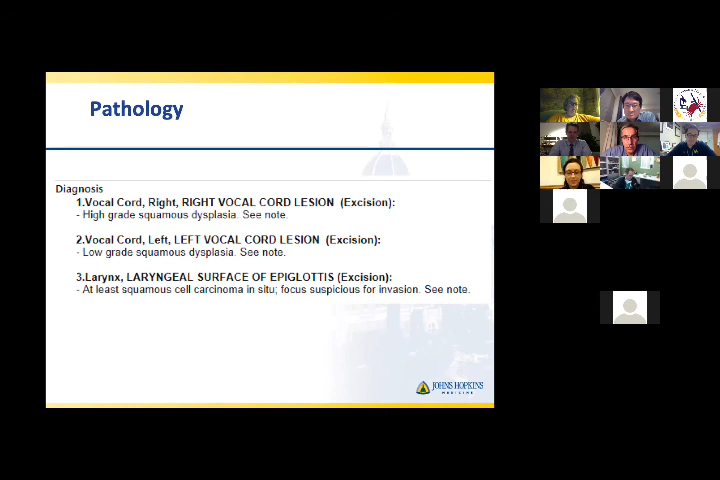 Pathology
Diagnosis
1.Vocal Cord, Right, RIGHT VOCAL CORD LESION (Excision):
- High grade squamous dysplasia. See note.
2.Vocal Cord, Left, LEFT VOCAL CORD LESION (Excision):
- Low grade squamous dysplasia. See note.
3.Larynx, LARYNGEAL SURFACE OF EPIGLOTTIS (Excision):
- At least squamous cell carcinoma in situ; focus suspicious for invasion. See note.
JOHNS HOPKINS
MEDICINE